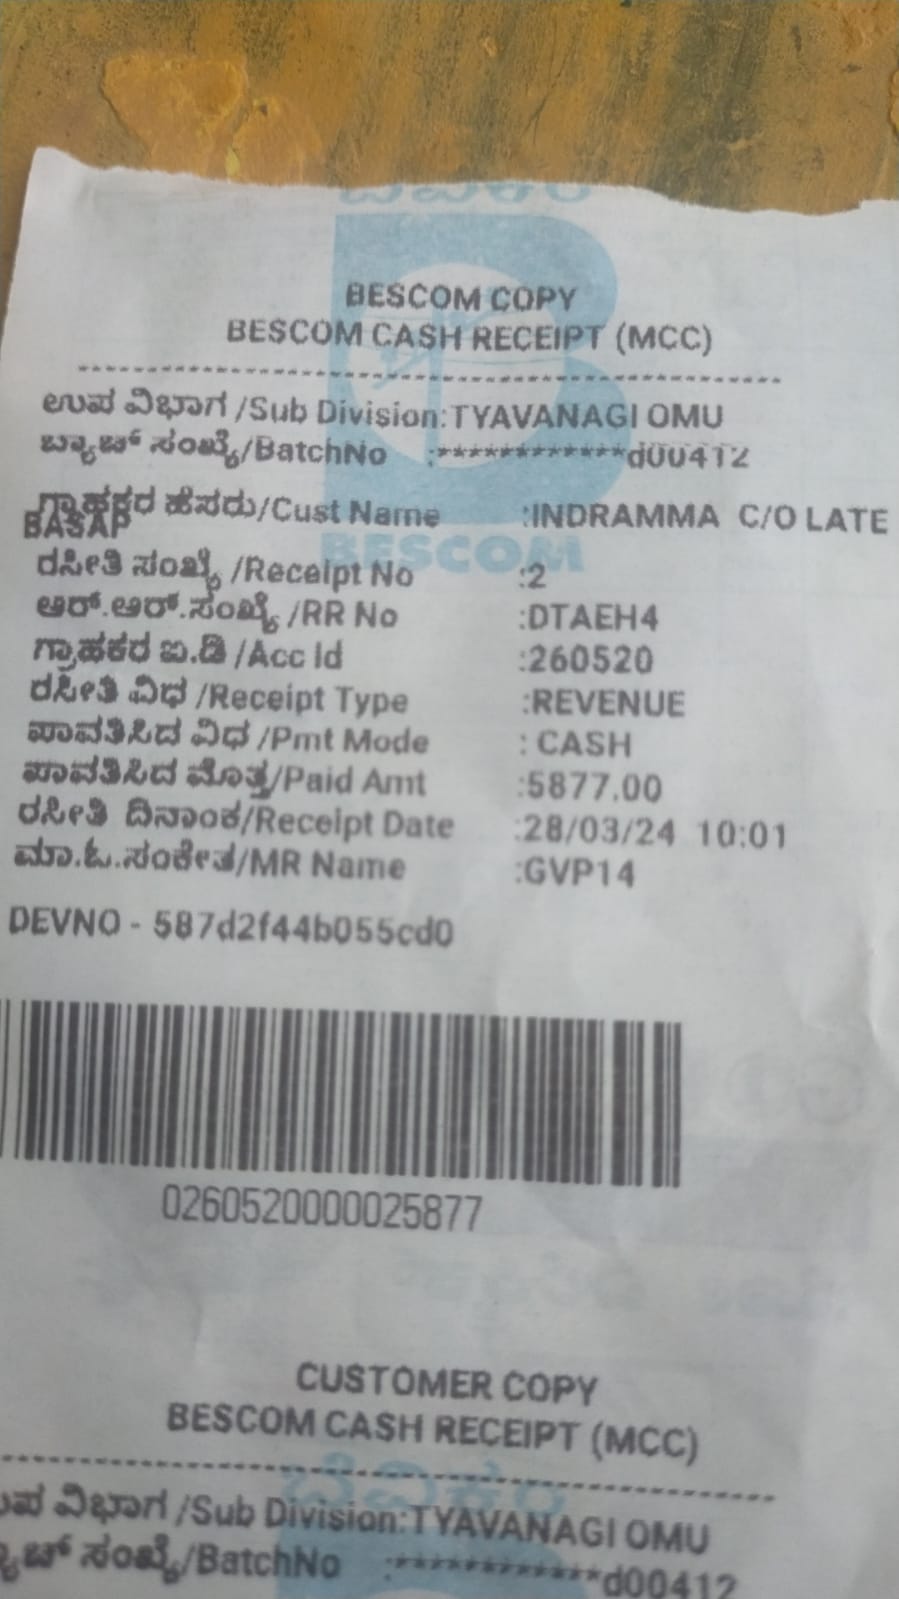 ಬೆವಿಕಂ
BESCOM COPY
BESCOM CASH RECEIPT (MCC)
ಉಪ ವಿಭಾಗ /Sub Division:TYAVANAGI OMU
ಬ್ಯಾಚ್ ಸಂಖ್ಯೆ/BatchNo :************d00412
ಗ್ರಾಹಕರ ಹೆಸರು/Cust Name :INDRAMMA C/O LATE
BASAP
BESCOM
ರಸೀತಿ ಸಂಖ್ಯೆ /Receipt No :2
ಆರ್.ಆರ್.ಸಂಖ್ಯೆ /RR No :DTAEH4
ಗ್ರಾಹಕರ ಐ.ಡಿ /Acc Id :260520
ರಸೀತಿ ವಿಧ /Receipt Type :REVENUE
ಪಾವತಿಸಿದ ವಿಧ /Pmt Mode : CASH
ಪಾವತಿಸಿದ ಮೊತ್ತ/Paid Amt :5877.00
ರಸೀತಿ ದಿನಾಂಕ/Receipt Date :28/03/24 10:01
ಮಾ.ಓ.ಸಂಕೇತ/MR Name :GVP14
DEVNO - 587d2f44b055cd0
0260520000025877
CUSTOMER COPY
BESCOM CASH RECEIPT (MCC)
ಬೆವಿಕಂ
ಉಪ ವಿಭಾಗ /Sub Division:TYAVANAGI OMU
ಬ್ಯಾಚ್ ಸಂಖ್ಯೆ/BatchNo :************d00412